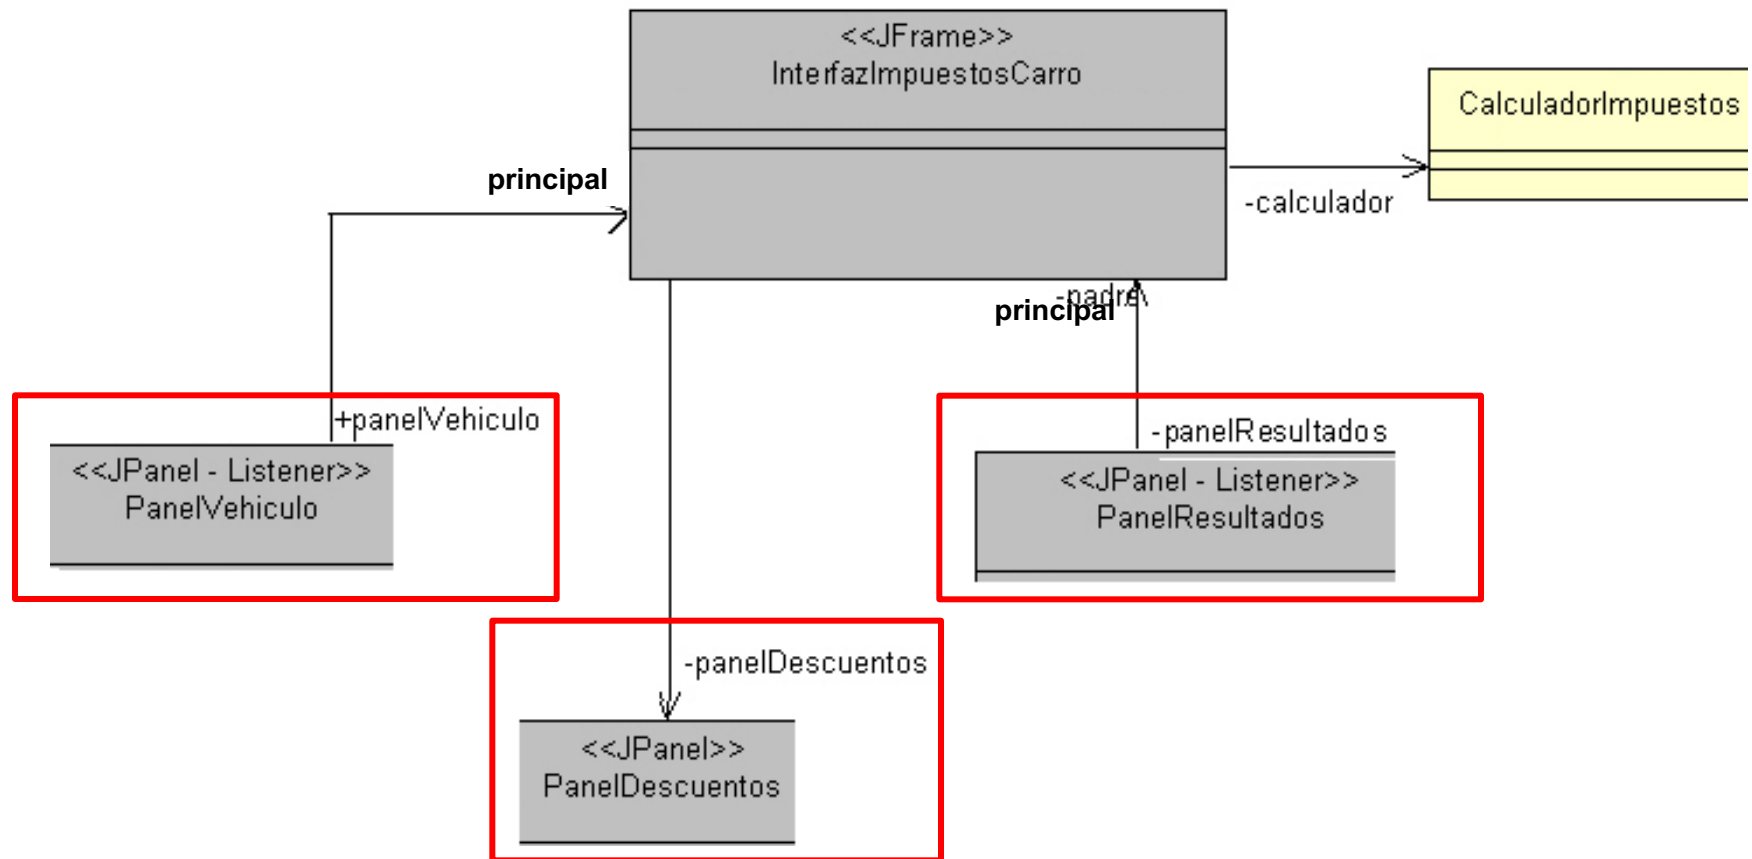 <<JFrame>>
InterfazImpuestosCarro
CalculadorImpuestos
principal
-calculador
-padre
principal
+panelVehiculo
-panelResultados
<<JPanel - Listener>>
PanelVehiculo
<<JPanel - Listener>>
PanelResultados
-panelDescuentos
<<JPanel>>
PanelDescuentos